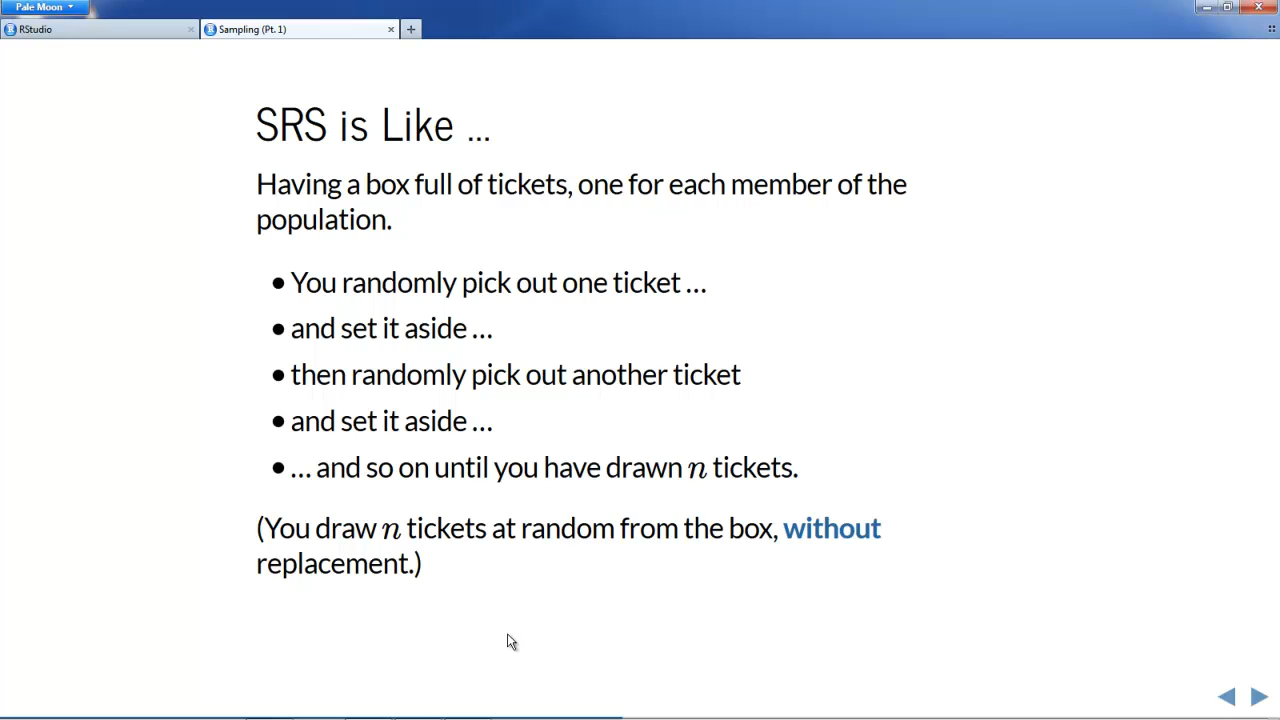 Pale Moon
RStudio
Sampling (Pt. 1)
SRS is Like ...
Having a box full of tickets, one for each member of the
population.
• You randomly pick out one ticket ...
• and set it aside ...
• then randomly pick out another ticket
• and set it aside ...
• ... and so on until you have drawn n tickets.
(You draw n tickets at random from the box, without
replacement.)